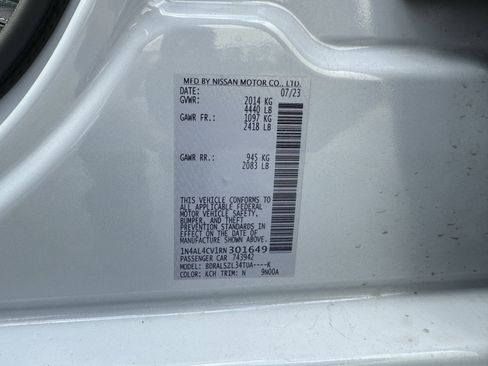 MFD BY NISSAN MOTOR CO., LTD.
DATE: 07/23
GVWR: 2014 KG
4440 LB
GAWR FR.: 1097 KG
2418 LB
GAWR RR.: 945 KG
2083 LB
THIS VEHICLE CONFORMS TO
ALL APPLICABLE FEDERAL
MOTOR VEHICLE SAFETY,
BUMPER, AND THEFT
PREVENTION STANDARDS IN
EFFECT ON THE DATE OF
MANUFACTURE SHOWN ABOVE.
1N4AL4CV1RN301649
PASSENGER CAR 743942
MODEL: BDRALSZL34TUA----K
COLOR: KCH TRIM: N 9N00A